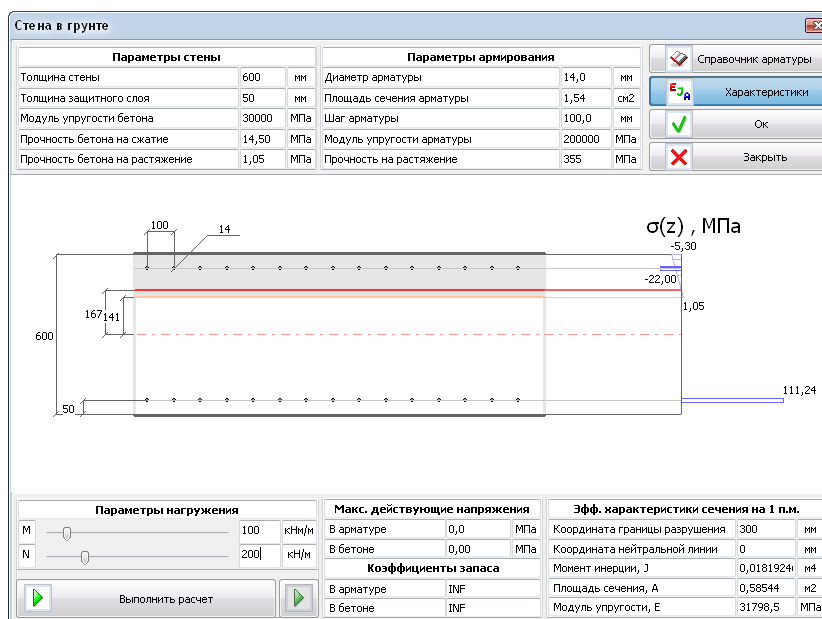 Стена в грунте
Параметры стены
Толщина стены 600 мм
Толщина защитного слоя 50 мм
Модуль упругости бетона 30000 МПа
Прочность бетона на сжатие 14,50 МПа
Прочность бетона на растяжение 1,05 МПа
Параметры армирования
Диаметр арматуры 14,0 мм
Площадь сечения арматуры 1,54 см2
Шаг арматуры 100,0 мм
Модуль упругости арматуры 200000 МПа
Прочность на растяжение 355 МПа
Справочник арматуры
EJA Характеристики
Ок
Закрыть
σ(z) , МПа
100
14
-5,30
-22,00
1,05
167
141
600
50
111,24
Параметры нагружения
M 100 кНм/м
N 200 кН/м
Выполнить расчет
Макс. действующие напряжения
В арматуре 0,0 МПа
В бетоне 0,00 МПа
Коэффициенты запаса
В арматуре INF
В бетоне INF
Эфф. характеристики сечения на 1 п.м.
Координата границы разрушения 300 мм
Координата нейтральной линии 0 мм
Момент инерции, J 0,0181924 м4
Площадь сечения, A 0,58544 м2
Модуль упругости, E 31798,5 МПа